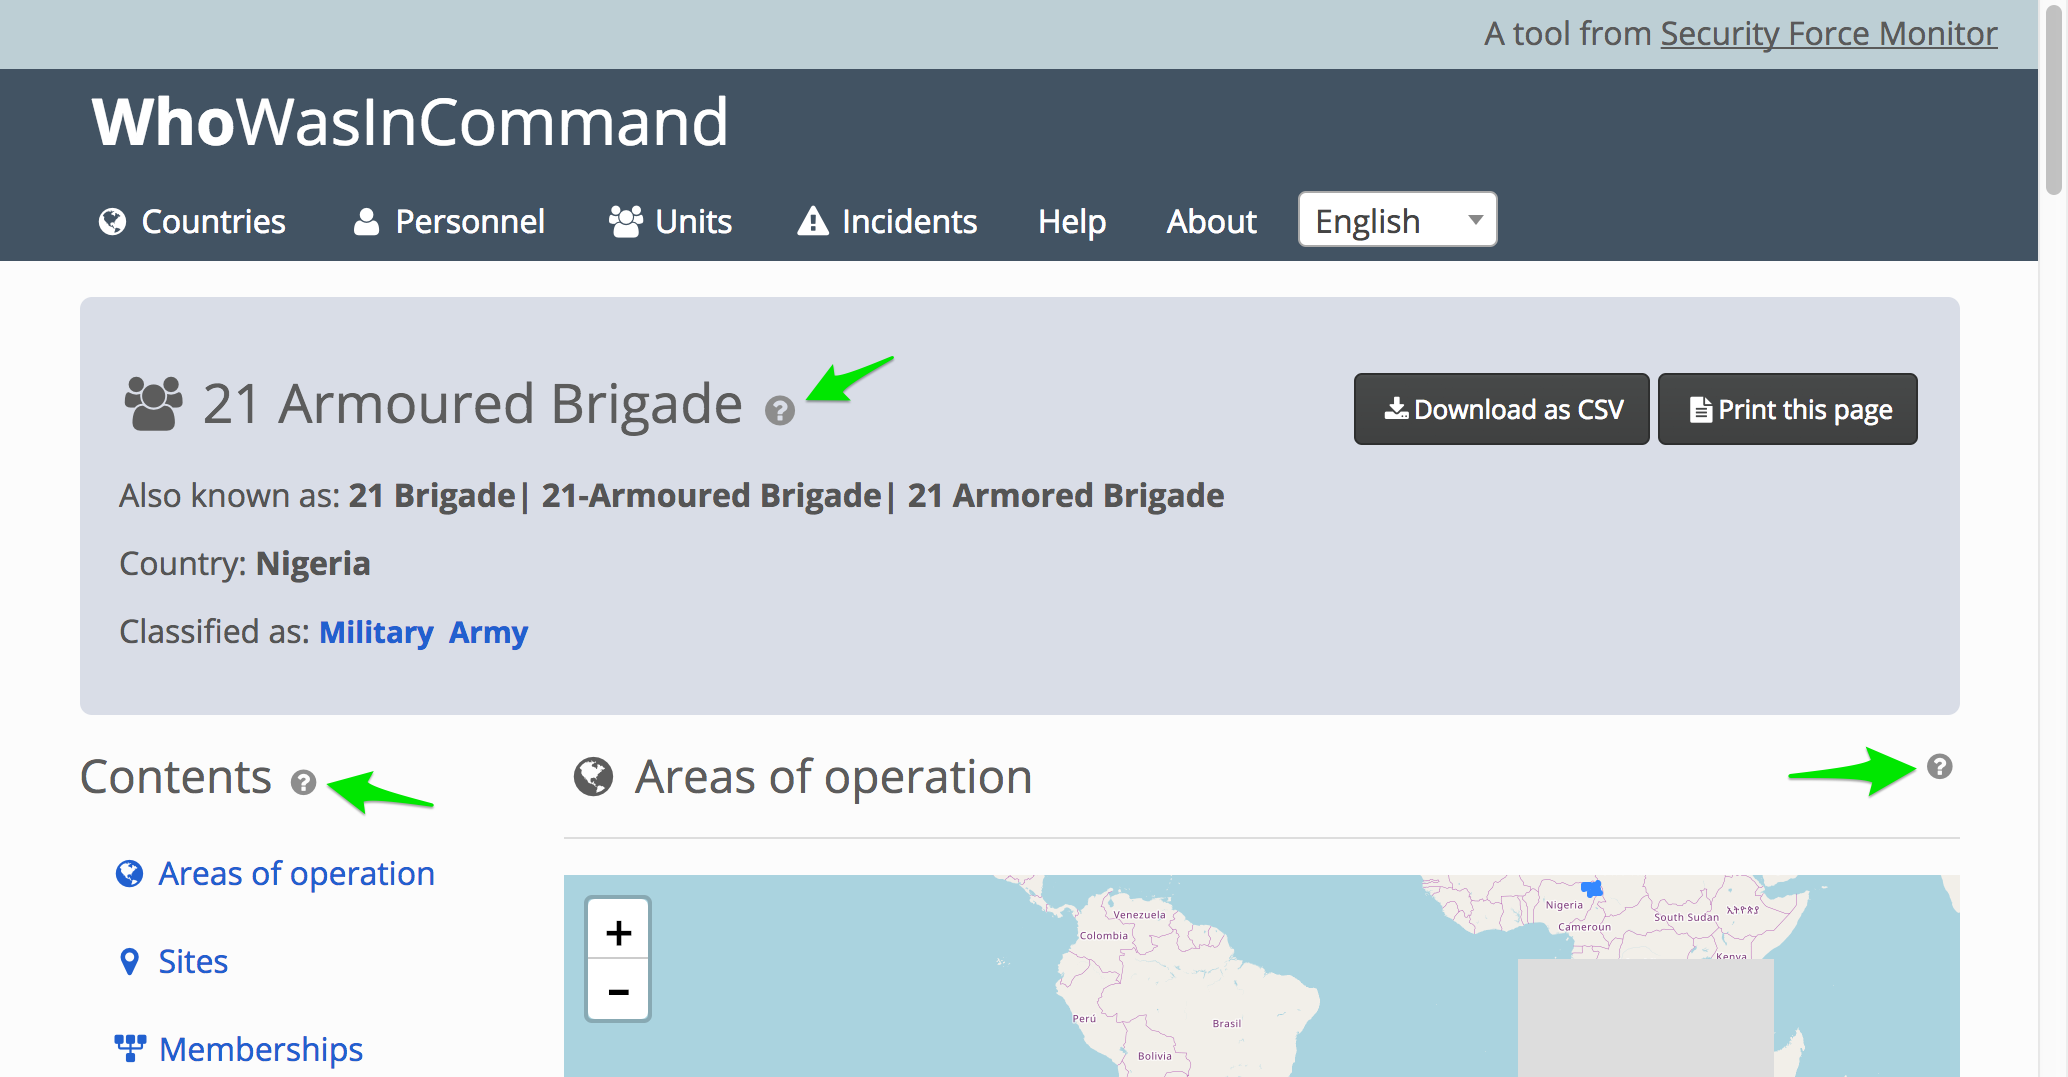 A tool from Security Force Monitor
WhoWasInCommand
Countries Personnel Units Incidents Help About English
21 Armoured Brigade ?
Download as CSV Print this page
Also known as: 21 Brigade| 21-Armoured Brigade| 21 Armored Brigade
Country: Nigeria
Classified as: Military Army
Contents ?
Areas of operation ?
Areas of operation
Sites
Memberships
+
−
Venezuela
Colombia
Perú
Brasil
Bolivia
Nigeria
Cameroun
South Sudan
ኢትዮጵያ
Kenya